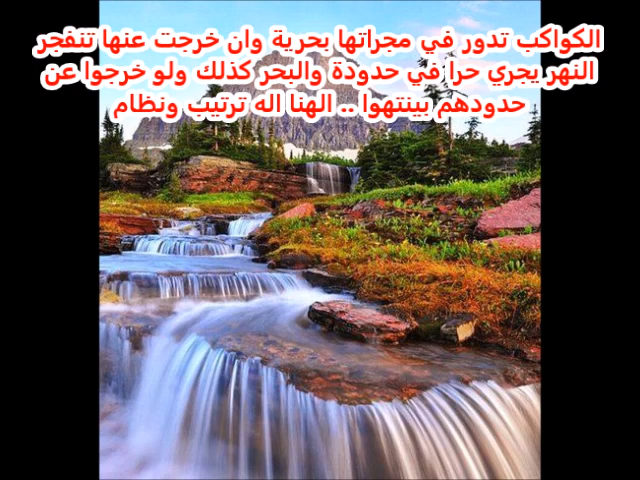 الكواكب تدور في مجراتها بحرية وان خرجت عنها تنفجر
النهر يجري حرا في حدودة والبحر كذلك ولو خرجوا عن
حدودهم بينتهوا .. الهنا اله ترتيب ونظام